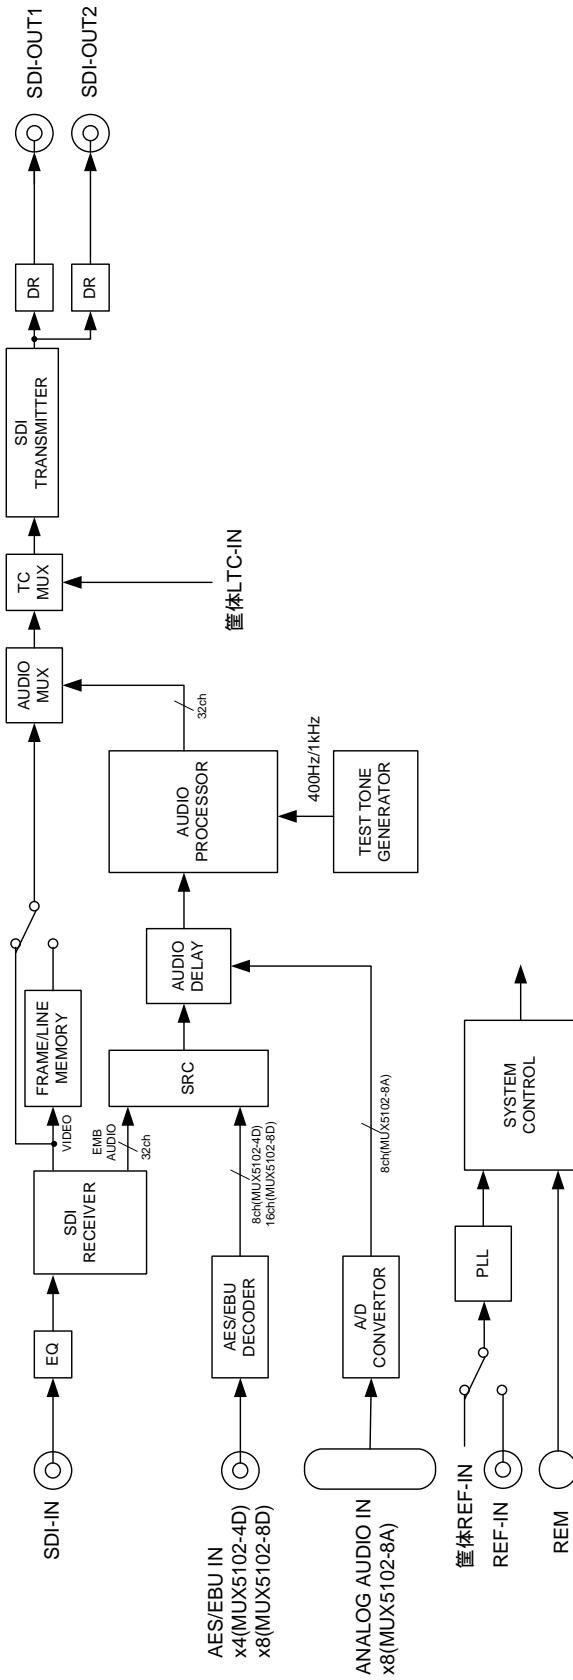 SDI-IN
EQ
SDI
RECEIVER
VIDEO
EMB
AUDIO
32ch
FRAME/LINE
MEMORY
AUDIO
MUX
TC
MUX
SDI
TRANSMITTER
DR
DR
SDI-OUT1
SDI-OUT2
筐体LTC-IN
AES/EBU IN
x4(MUX5102-4D)
x8(MUX5102-8D)
AES/EBU
DECODER
8ch(MUX5102-4D)
16ch(MUX5102-8D)
SRC
AUDIO
DELAY
AUDIO
PROCESSOR
32ch
400Hz/1kHz
TEST TONE
GENERATOR
ANALOG AUDIO IN
x8(MUX5102-8A)
A/D
CONVERTOR
8ch(MUX5102-8A)
筐体REF-IN
REF-IN
REM
PLL
SYSTEM
CONTROL